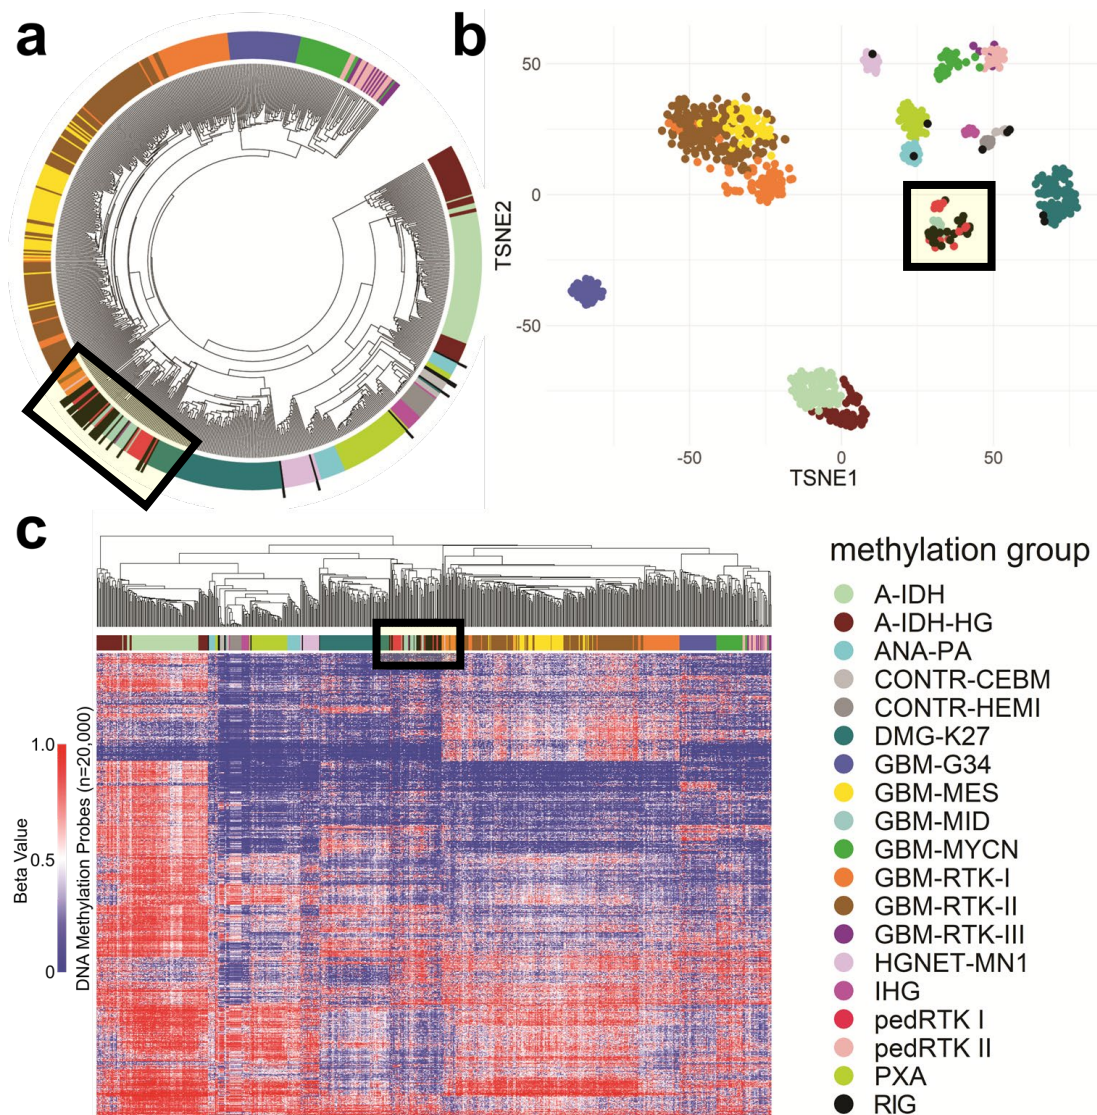 a
b
50
0
-50
TSNE2
-50
0
50
TSNE1
c
methylation group
A-IDH
A-IDH-HG
ANA-PA
CONTR-CEBM
CONTR-HEMI
DMG-K27
GBM-G34
GBM-MES
GBM-MID
GBM-MYCN
GBM-RTK-I
GBM-RTK-II
GBM-RTK-III
HGNET-MN1
IHG
pedRTK I
pedRTK II
PXA
RIG
1.0
0.5
0
Beta Value
DNA Methylation Probes (n=20,000)